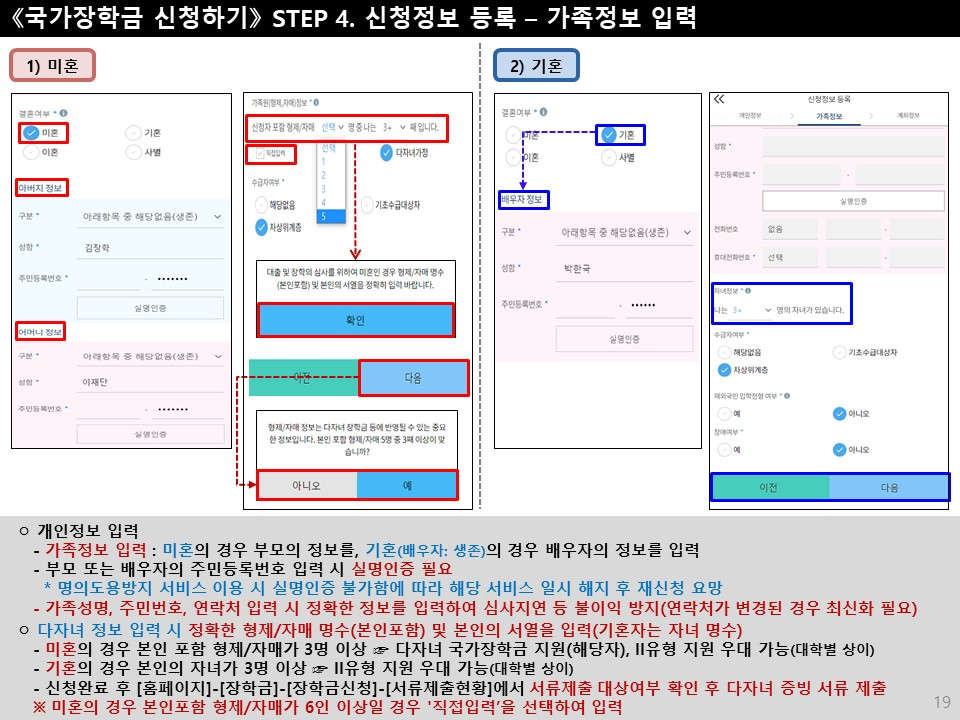 《국가장학금 신청하기》 STEP 4. 신청정보 등록 – 가족정보 입력
1) 미혼
결혼여부 *
미혼
기혼
이혼
사별
아버지 정보
구분 *
아래항목 중 해당없음(생존)
성함 *
김장학
주민등록번호 *
- •••••••
실명인증
어머니 정보
구분 *
아래항목 중 해당없음(생존)
성함 *
이재단
주민등록번호 *
- •••••••
실명인증
가족원(형제,자매)정보 *
신청자 포함 형제/자매 선택 명 중 나는 3+ 째 입니다.
직접입력
다자녀가정
선택
1
2
3
4
5
수급자여부 *
해당없음
기초수급대상자
차상위계층
대출 및 장학의 심사를 위하여 미혼인 경우 형제/자매 명수
(본인포함) 및 본인의 서열을 정확히 입력 바랍니다.
확인
이전
다음
형제/자매 정보는 다자녀 장학금 등에 반영될 수 있는 중요
한 정보입니다. 본인 포함 형제/자매 5명 중 3째 이상이 맞
습니까?
아니오
예
2) 기혼
결혼여부 *
미혼
기혼
이혼
사별
배우자 정보
구분 *
아래항목 중 해당없음(생존)
성함 *
박한국
주민등록번호 *
- ••••••
실명인증
신청정보 등록
개인정보
가족정보
계좌정보
성함 *
주민등록번호 *
-
실명인증
전화번호
없음
-
휴대전화번호 *
선택
-
자녀정보 *
나는 3+ 명의 자녀가 있습니다.
수급자여부 *
해당없음
기초수급대상자
차상위계층
재외국민 입학전형 여부 *
예
아니오
장애여부 *
예
아니오
이전
다음
○ 개인정보 입력
- 가족정보 입력 : 미혼의 경우 부모의 정보를, 기혼(배우자: 생존)의 경우 배우자의 정보를 입력
- 부모 또는 배우자의 주민등록번호 입력 시 실명인증 필요
* 명의도용방지 서비스 이용 시 실명인증 불가함에 따라 해당 서비스 일시 해지 후 재신청 요망
- 가족성명, 주민번호, 연락처 입력 시 정확한 정보를 입력하여 심사지연 등 불이익 방지(연락처가 변경된 경우 최신화 필요)
○ 다자녀 정보 입력 시 정확한 형제/자매 명수(본인포함) 및 본인의 서열을 입력(기혼자는 자녀 명수)
- 미혼의 경우 본인 포함 형제/자매가 3명 이상 ☞ 다자녀 국가장학금 지원(해당자), II유형 지원 우대 가능(대학별 상이)
- 기혼의 경우 본인의 자녀가 3명 이상 ☞ II유형 지원 우대 가능(대학별 상이)
- 신청완료 후 [홈페이지]-[장학금]-[장학금신청]-[서류제출현황]에서 서류제출 대상여부 확인 후 다자녀 증빙 서류 제출
※ 미혼의 경우 본인포함 형제/자매가 6인 이상일 경우 '직접입력'을 선택하여 입력
19